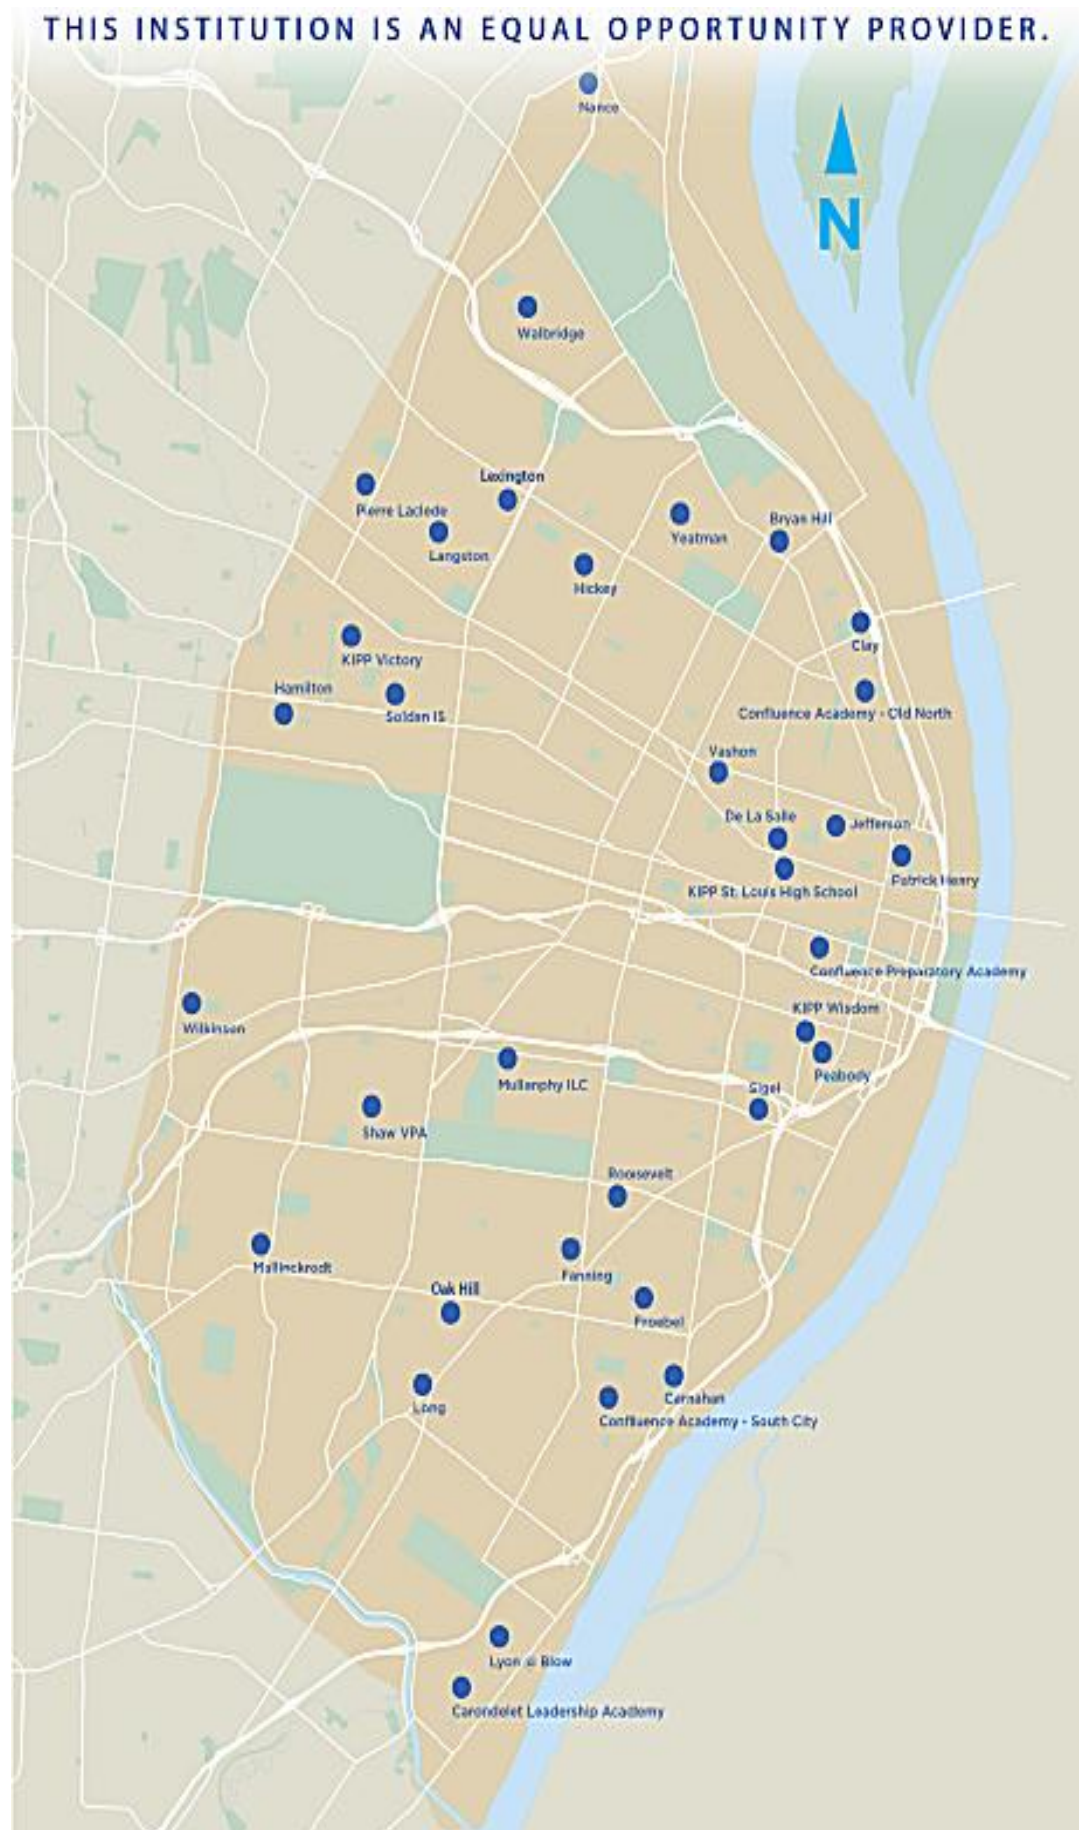 THIS INSTITUTION IS AN EQUAL OPPORTUNITY PROVIDER.
Nance
N
Walbridge
Lexington
Pierre Laclede
Bryan Hill
Yeatman
Langston
Hickey
Clay
KIPP Victory
Hamilton
Soldan IS
Confluence Academy - Old North
Vashon
De La Salle
Jefferson
Patrick Henry
KIPP St. Louis High School
Confluence Preparatory Academy
KIPP Wisdom
Wilkinson
Peabody
Mullanphy ILC
Sigel
Shaw VPA
Roosevelt
Mallinckrodt
Fanning
Oak Hill
Froebel
Carnahan
Long
Confluence Academy - South City
Lyon @ Blow
Carondelet Leadership Academy